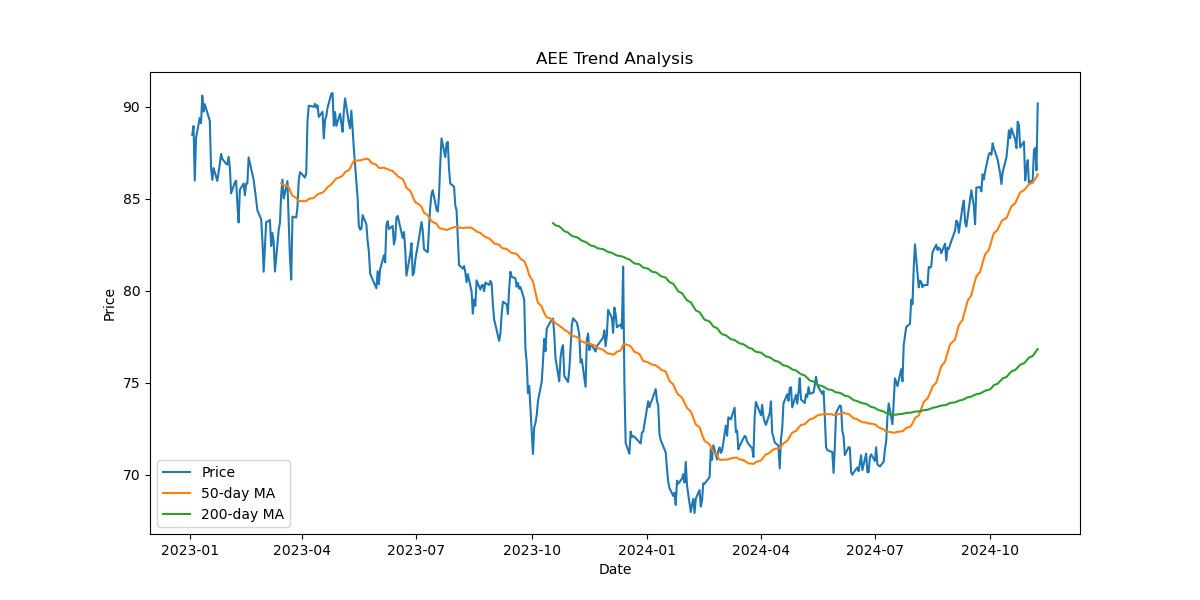 AEE Trend Analysis
Price
90
85
80
75
70
Price
50-day MA
200-day MA
2023-01
2023-04
2023-07
2023-10
2024-01
2024-04
2024-07
2024-10
Date